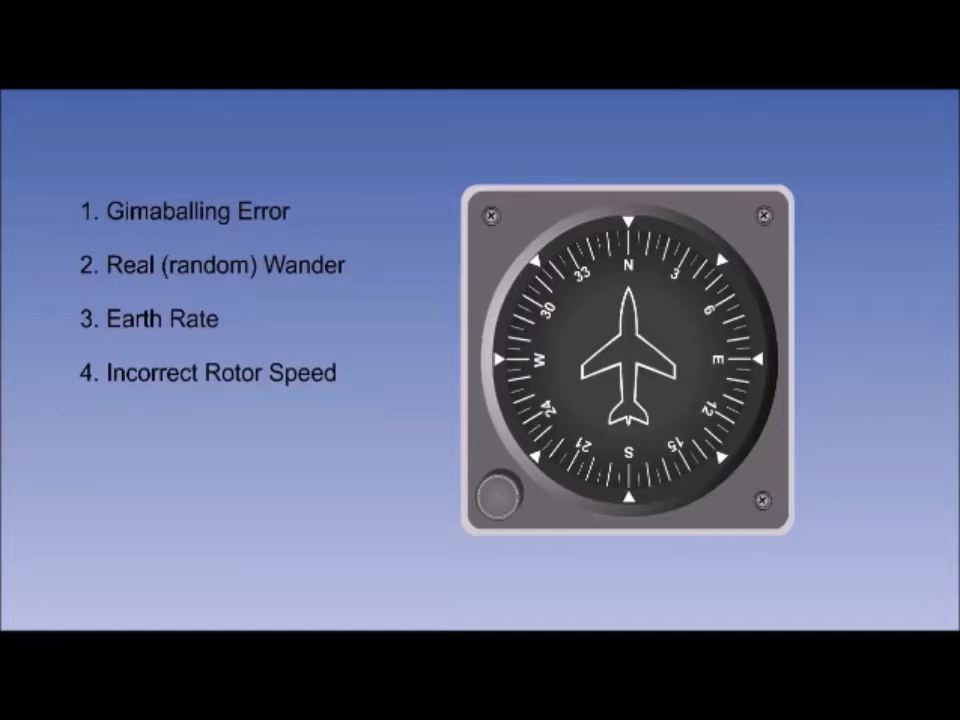 1. Gimaballing Error
2. Real (random) Wander
3. Earth Rate
4. Incorrect Rotor Speed
N
33
3
30
6
W
E
24
12
21
15
S